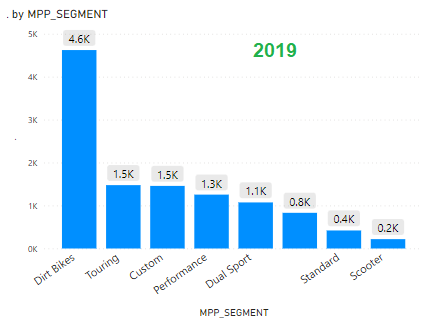 . by MPP_SEGMENT
2019
5K
4K
3K
2K
1K
0K
.
4.6K
1.5K
1.5K
1.3K
1.1K
0.8K
0.4K
0.2K
Dirt Bikes
Touring
Custom
Performance
Dual Sport
Standard
Scooter
MPP_SEGMENT